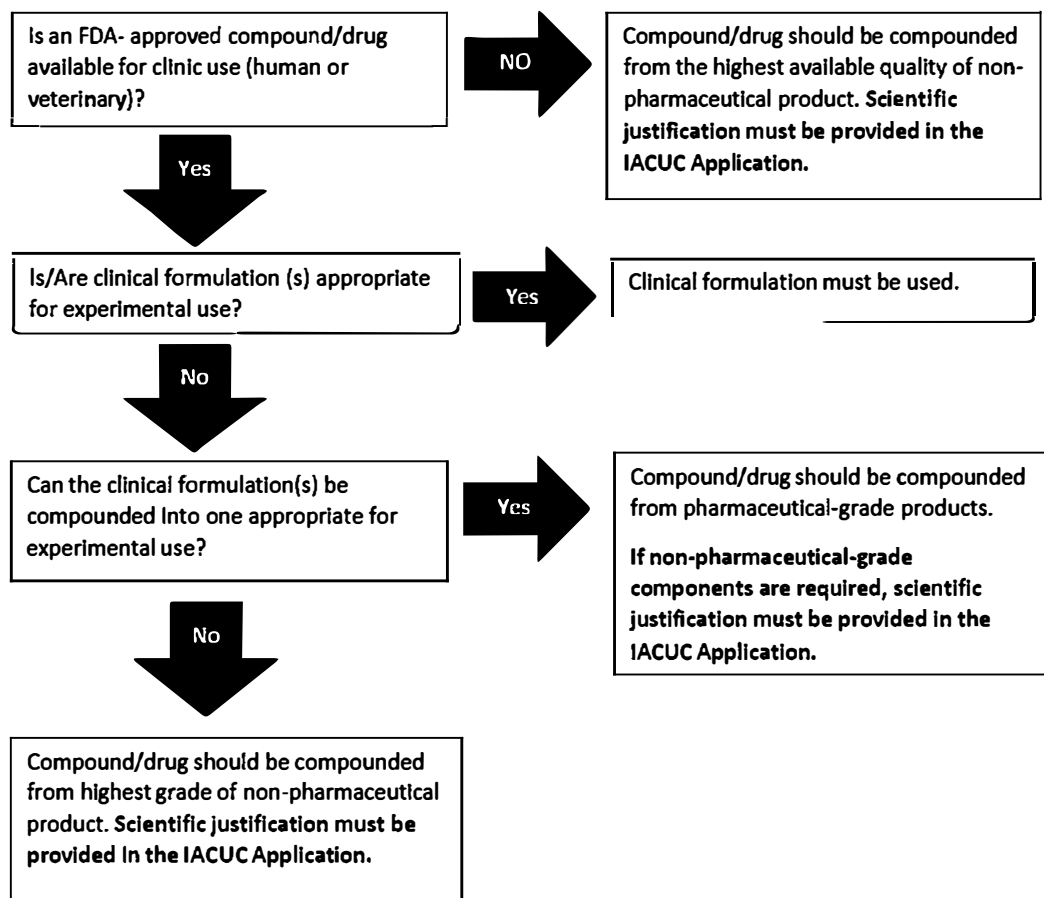 Is an FDA- approved compound/drug
available for clinic use (human or
veterinary)?
NO
Compound/drug should be compounded
from the highest available quality of non-
pharmaceutical product. Scientific
justification must be provided in the
IACUC Application.
Yes
Is/Are clinical formulation (s) appropriate
for experimental use?
Yes
Clinical formulation must be used.
No
Can the clinical formulation(s) be
compounded Into one appropriate for
experimental use?
Yes
Compound/drug should be compounded
from pharmaceutical-grade products.
If non-pharmaceutical-grade
components are required, scientific
justification must be provided in the
IACUC Application.
No
Compound/drug should be compounded
from highest grade of non-pharmaceutical
product. Scientific justification must be
provided In the IACUC Application.